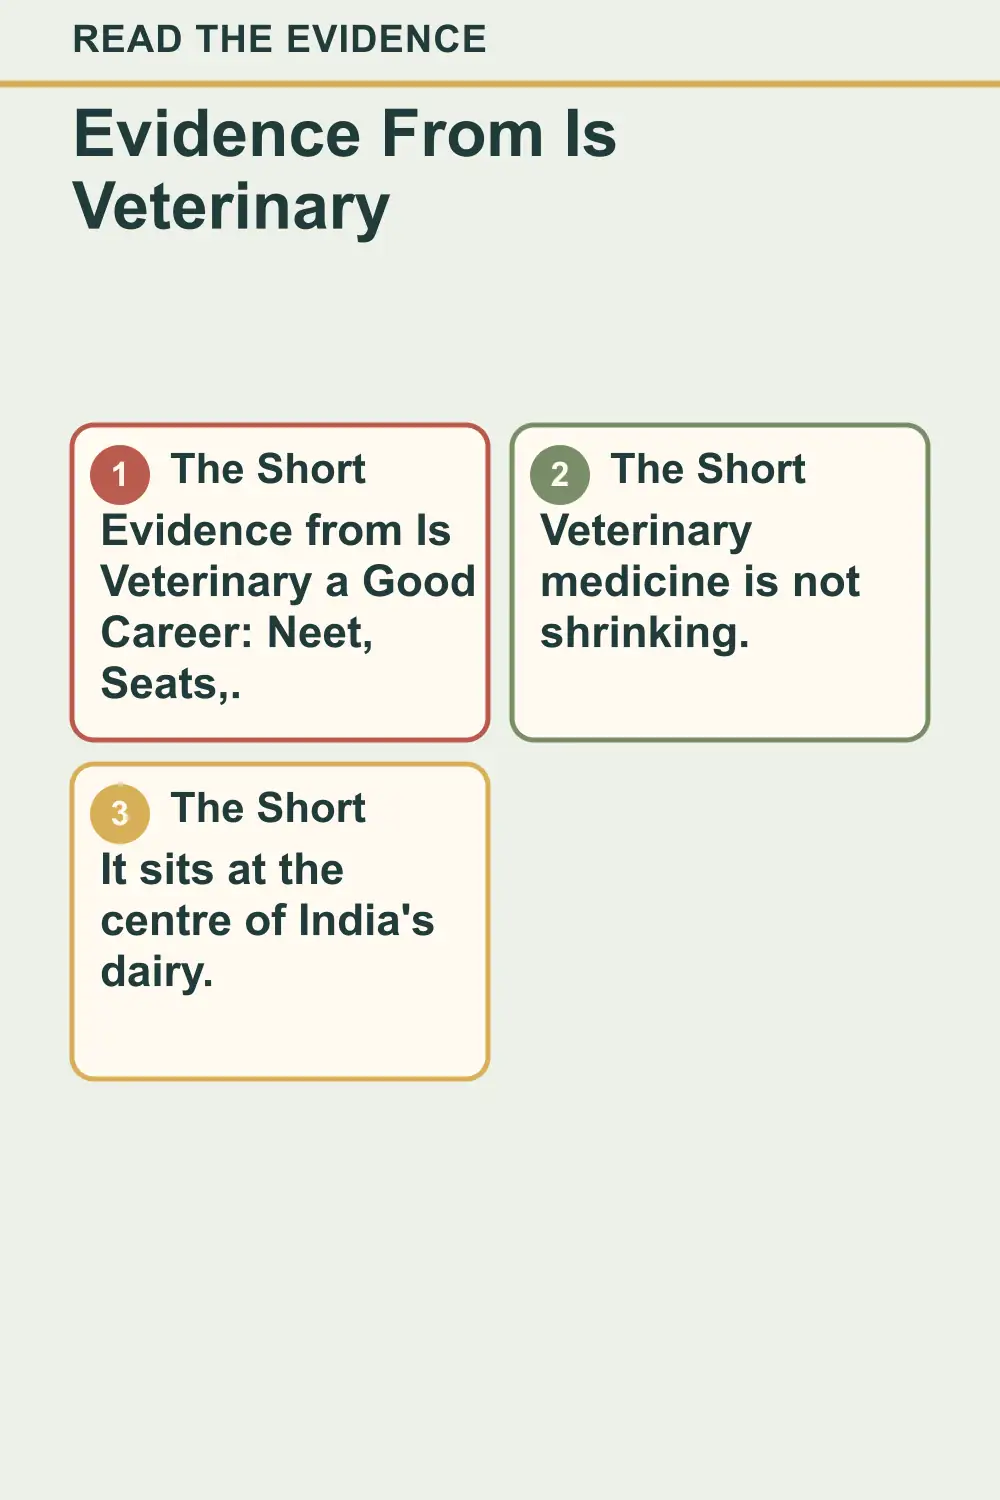 READ THE EVIDENCE
Evidence From Is
Veterinary
1 The Short
Evidence from Is
Veterinary a Good
Career: Neet,
Seats,.
2 The Short
Veterinary
medicine is not
shrinking.
3 The Short
It sits at the
centre of India's
dairy.